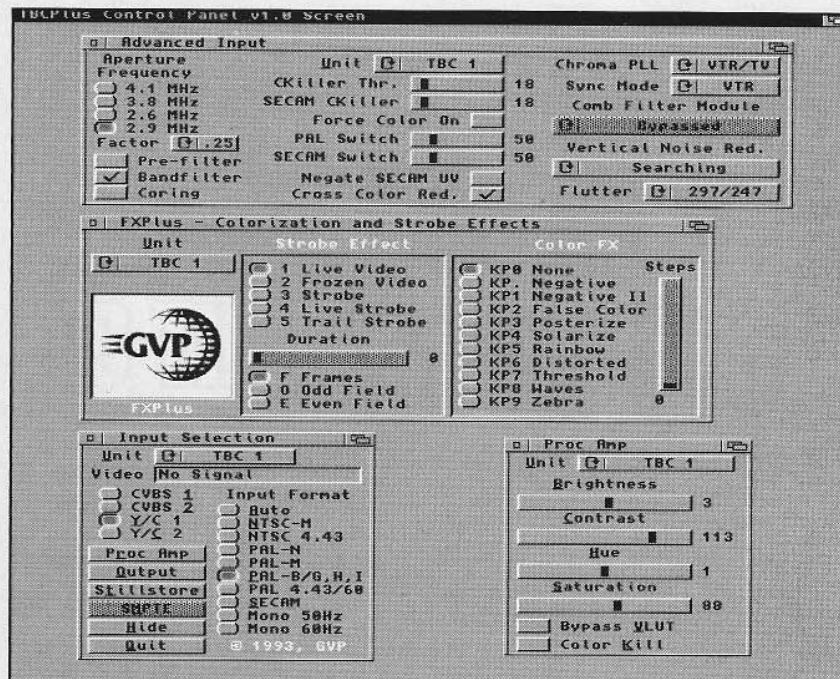 TBCPlus Control Panel v1.0 Screen
Advanced Input
Aperture
Frequency
4.1 MHz
3.8 MHz
2.6 MHz
2.9 MHz
Factor .25
Pre-filter
Bandfilter
Coring
Unit TBC 1
CKiller Thr. 18
SECAM CKiller 18
Force Color On
PAL Switch 50
SECAM Switch 50
Negate SECAM UV
Cross Color Red.
Chroma PLL VTR/TV
Sync Mode VTR
Comb Filter Module
Bypassed
Vertical Noise Red.
Searching
Flutter 297/247
FXPlus - Colorization and Strobe Effects
Unit
TBC 1
GVP
FXPlus
Strobe Effect
1 Live Video
2 Frozen Video
3 Strobe
4 Live Strobe
5 Trail Strobe
Duration
0
F Frames
O Odd Field
E Even Field
Color FX
KP0 None
KP. Negative
KP1 Negative II
KP2 False Color
KP3 Posterize
KP4 Solarize
KP5 Rainbow
KP6 Distorted
KP7 Threshold
KP8 Waves
KP9 Zebra
Steps
0
Input Selection
Unit TBC 1
Video No Signal
CVBS 1
CVBS 2
Y/C 1
Y/C 2
Proc Amp
Output
Stillstore
SMPTE
Hide
Quit
Input Format
Auto
NTSC-M
NTSC 4.43
PAL-N
PAL-M
PAL-B/G,H,I
PAL 4.43/60
SECAM
Mono 50Hz
Mono 60Hz
© 1993, GVP
Proc Amp
Unit TBC 1
Brightness
3
Contrast
113
Hue
1
Saturation
88
Bypass VLUT
Color Kill